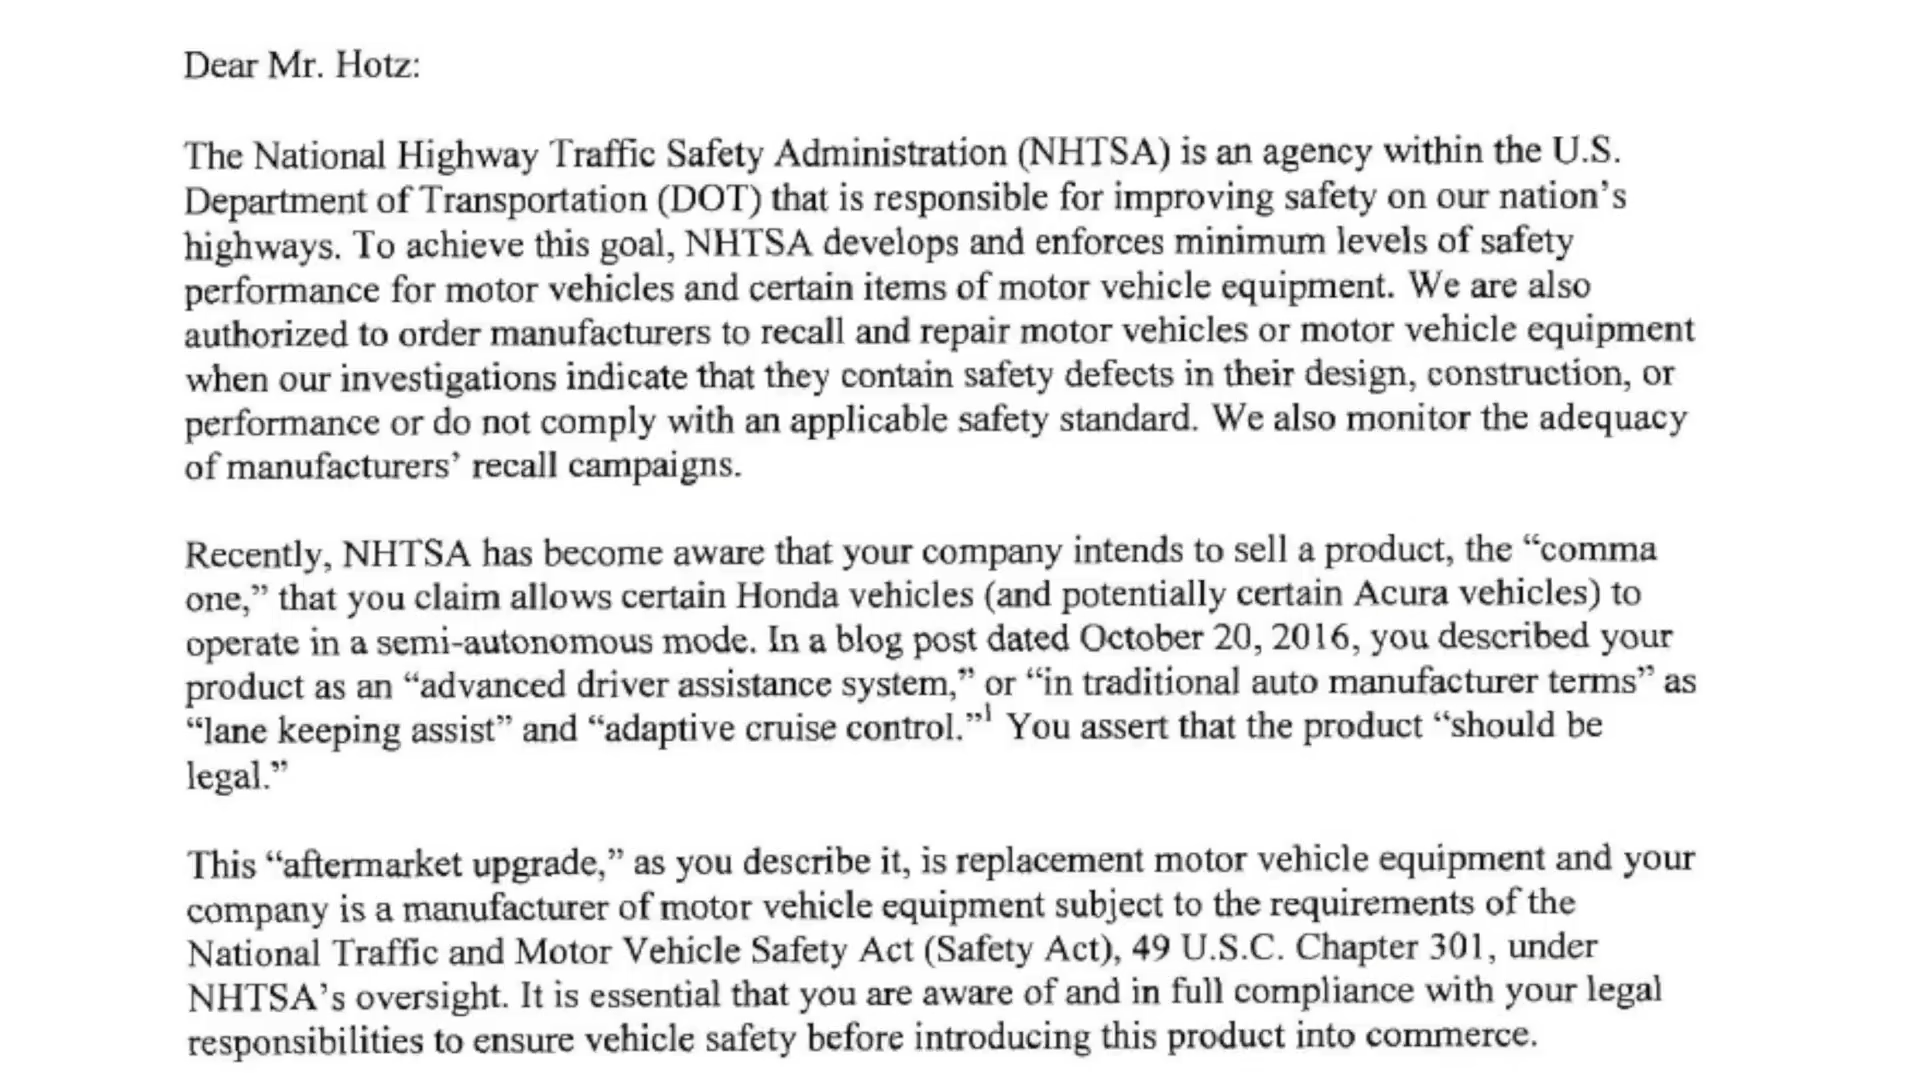 Dear Mr. Hotz:
The National Highway Traffic Safety Administration (NHTSA) is an agency within the U.S.
Department of Transportation (DOT) that is responsible for improving safety on our nation’s
highways. To achieve this goal, NHTSA develops and enforces minimum levels of safety
performance for motor vehicles and certain items of motor vehicle equipment. We are also
authorized to order manufacturers to recall and repair motor vehicles or motor vehicle equipment
when our investigations indicate that they contain safety defects in their design, construction, or
performance or do not comply with an applicable safety standard. We also monitor the adequacy
of manufacturers’ recall campaigns.
Recently, NHTSA has become aware that your company intends to sell a product, the “comma
one,” that you claim allows certain Honda vehicles (and potentially certain Acura vehicles) to
operate in a semi-autonomous mode. In a blog post dated October 20, 2016, you described your
product as an “advanced driver assistance system,” or “in traditional auto manufacturer terms” as
“lane keeping assist” and “adaptive cruise control.”1 You assert that the product “should be
legal.”
This “aftermarket upgrade,” as you describe it, is replacement motor vehicle equipment and your
company is a manufacturer of motor vehicle equipment subject to the requirements of the
National Traffic and Motor Vehicle Safety Act (Safety Act), 49 U.S.C. Chapter 301, under
NHTSA’s oversight. It is essential that you are aware of and in full compliance with your legal
responsibilities to ensure vehicle safety before introducing this product into commerce.